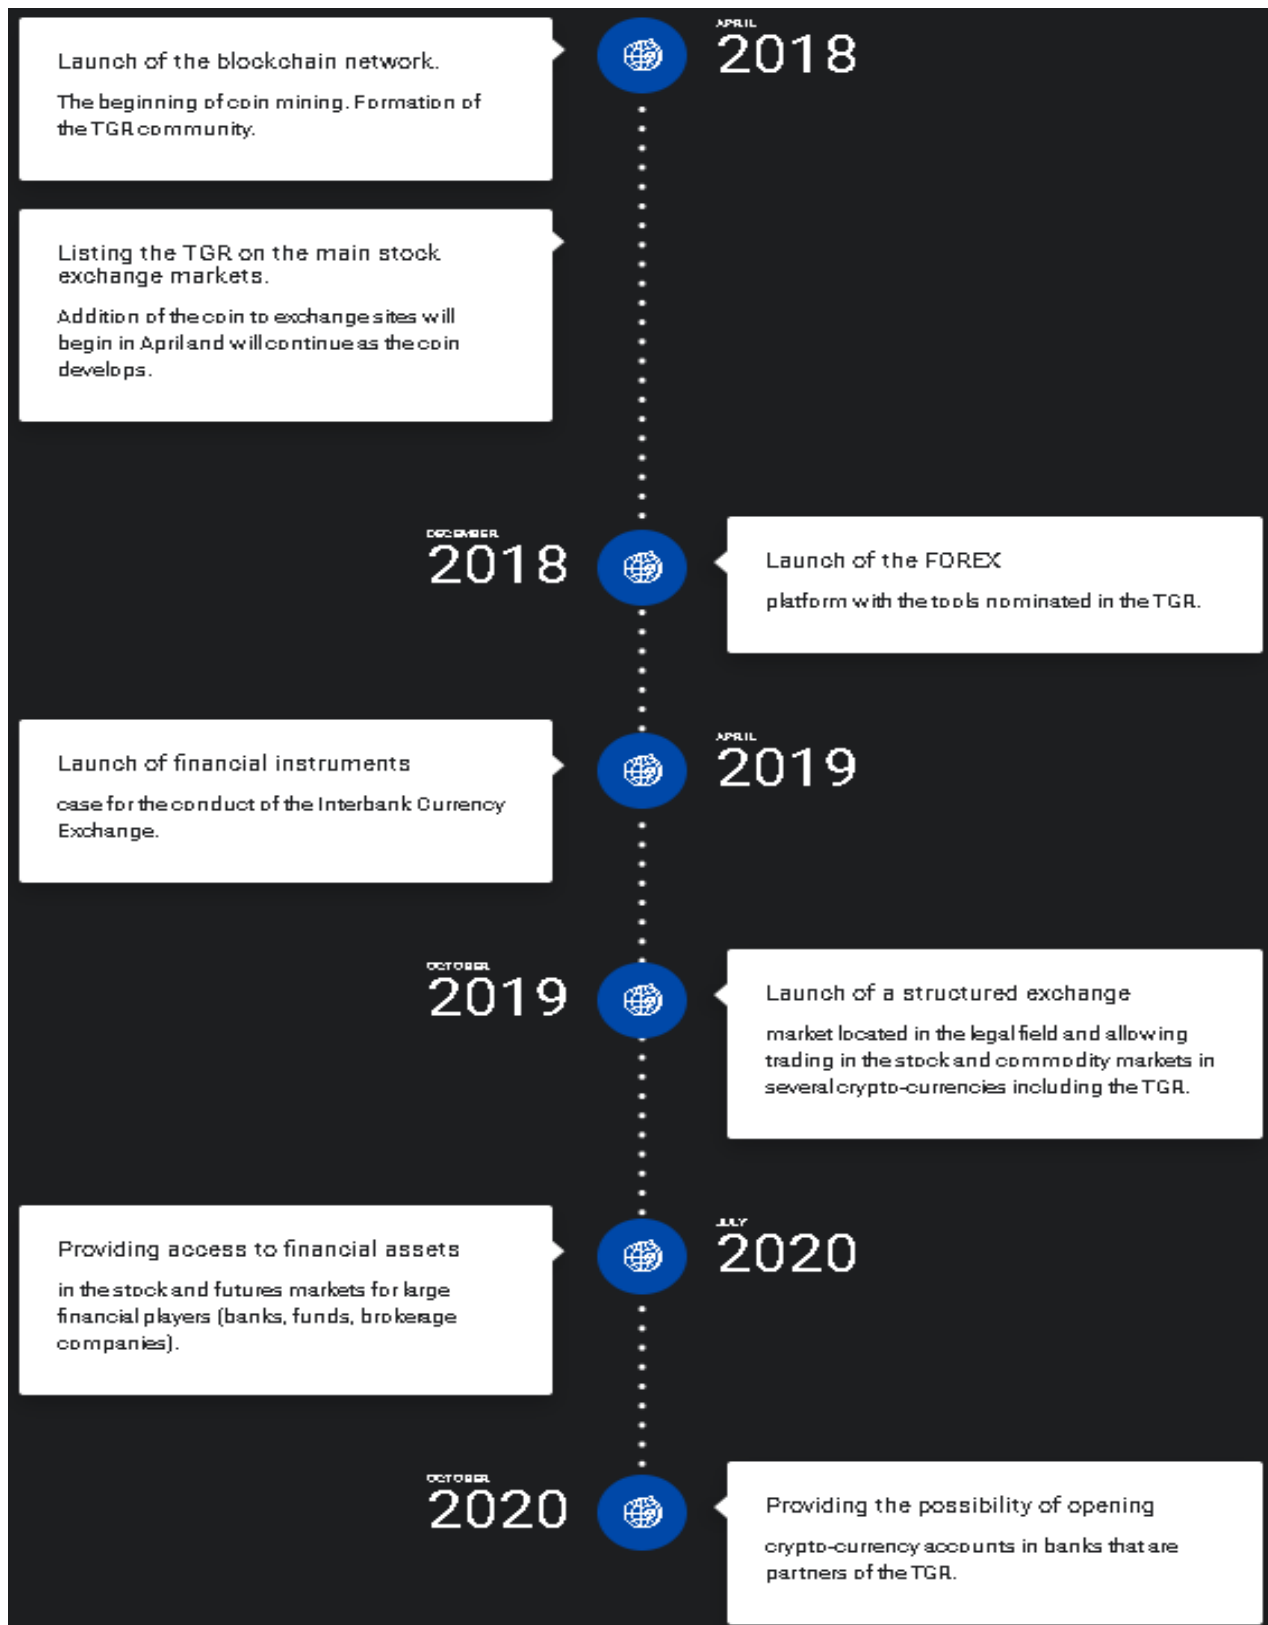 APRIL
2018
Launch of the blockchain network.
The beginning of coin mining. Formation of
the TGR community.
Listing the TGR on the main stock
exchange markets.
Addition of the coin to exchange sites will
begin in April and will continue as the coin
develops.
DECEMBER
2018
Launch of the FOREX
platform with the tools nominated in the TGR.
APRIL
2019
Launch of financial instruments
case for the conduct of the Interbank Currency
Exchange.
OCTOBER
2019
Launch of a structured exchange
market located in the legal field and allowing
trading in the stock and commodity markets in
several crypto-currencies including the TGR.
JULY
2020
Providing access to financial assets
in the stock and futures markets for large
financial players (banks, funds, brokerage
companies).
OCTOBER
2020
Providing the possibility of opening
crypto-currency accounts in banks that are
partners of the TGR.